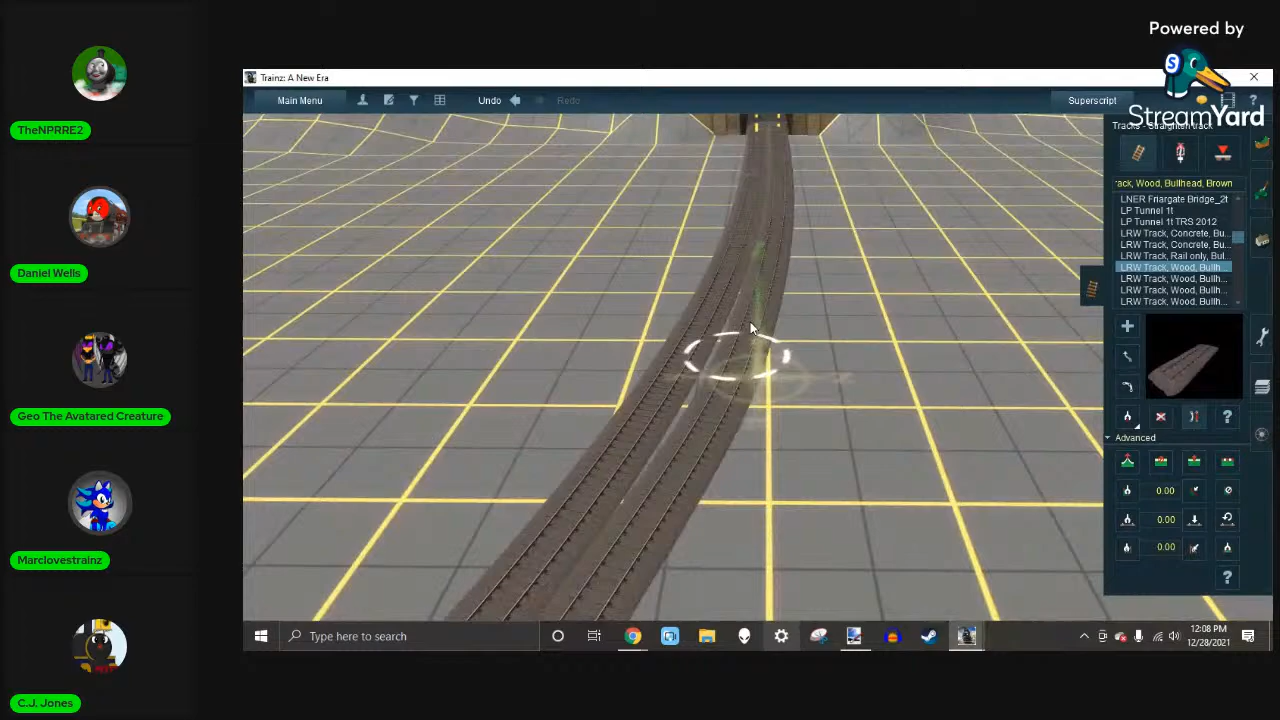 Powered by
StreamYard
TheNPRRE2
Daniel Wells
Geo The Avatared Creature
Marclovestrainz
C.J. Jones
Trainz: A New Era
Main Menu
Undo
Redo
Superscript
?
Tracks - Straighten track
rack, Wood, Bullhead, Brown
LNER Friargate Bridge_2t
LP Tunnel 1t
LP Tunnel 1t TRS 2012
LRW Track, Concrete, Bu...
LRW Track, Concrete, Bu...
LRW Track, Rail only, Bul...
LRW Track, Wood, Bullh...
LRW Track, Wood, Bullh...
LRW Track, Wood, Bullh...
LRW Track, Wood, Bullh...
?
Advanced
0.00
0.00
0.00
?
Type here to search
12:08 PM
12/28/2021